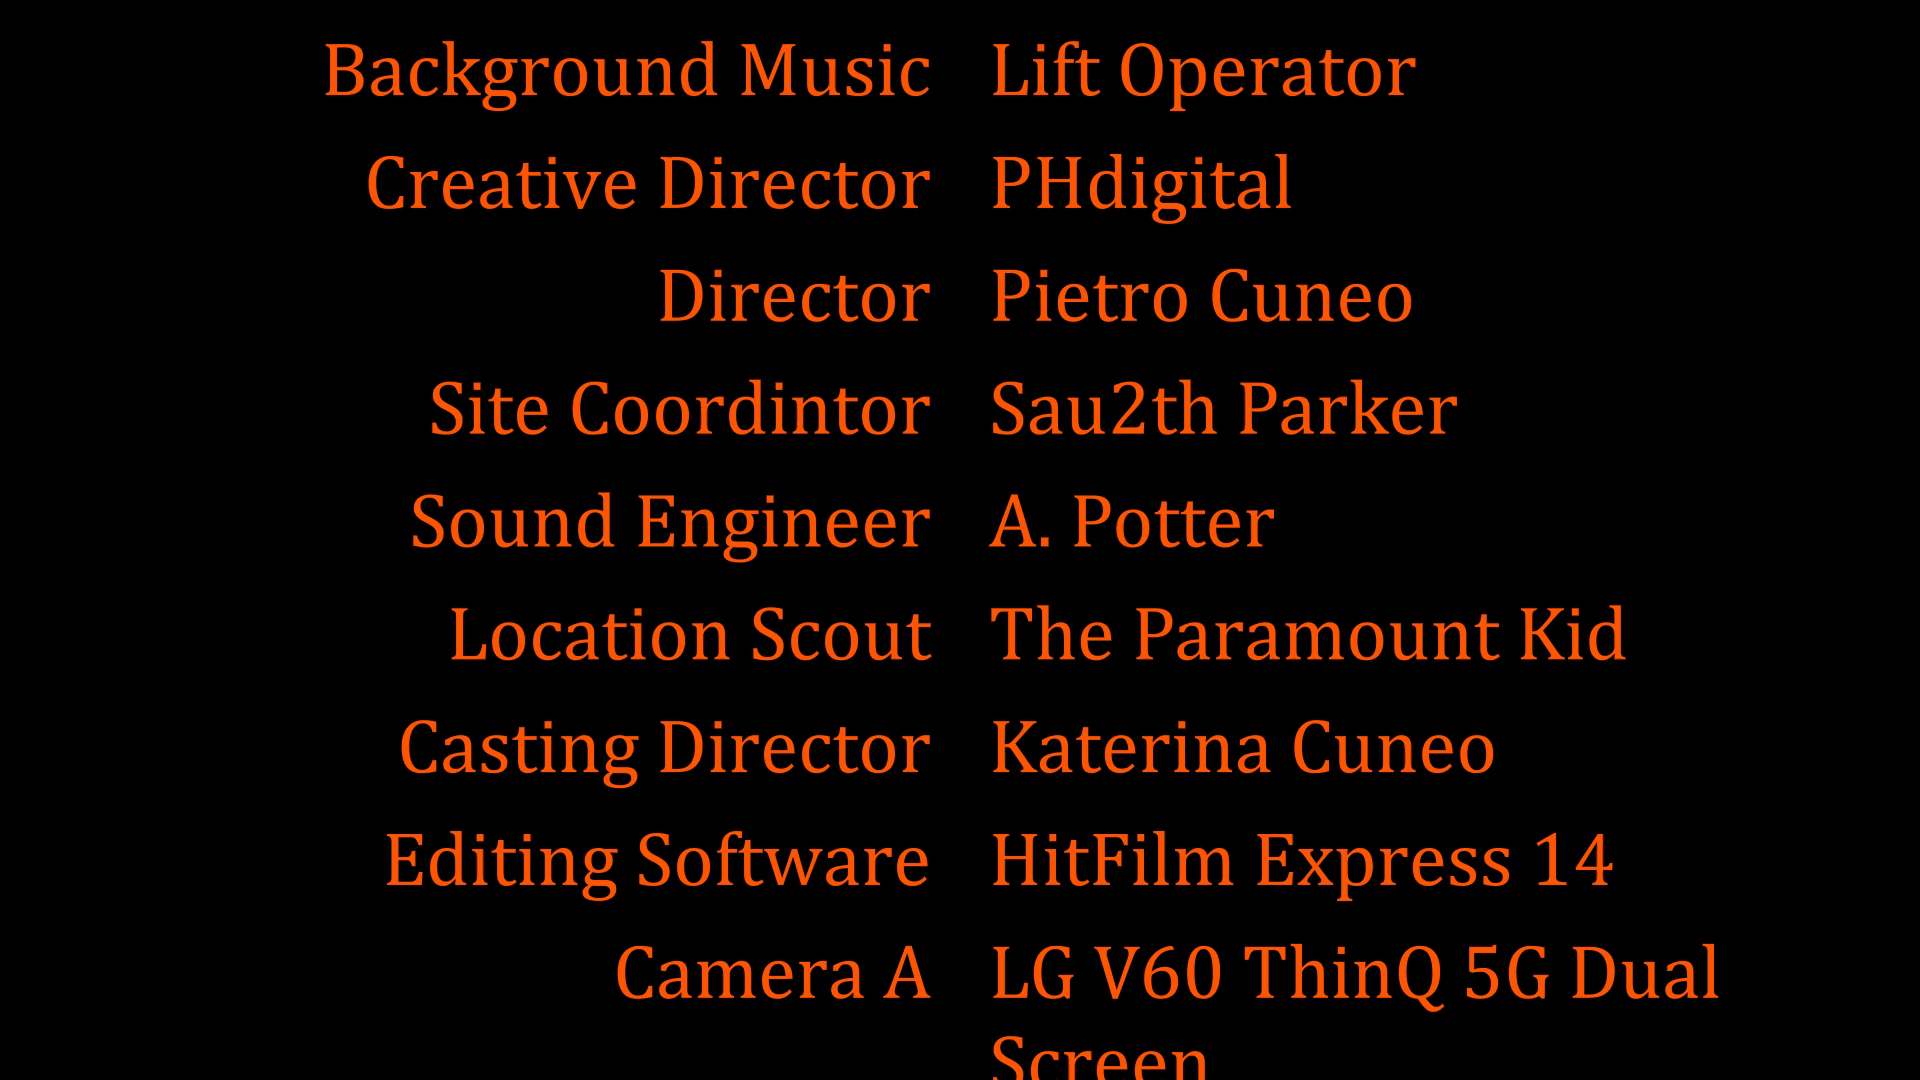 Background Music Lift Operator
Creative Director PHdigital
Director Pietro Cuneo
Site Coordintor Sau2th Parker
Sound Engineer A. Potter
Location Scout The Paramount Kid
Casting Director Katerina Cuneo
Editing Software HitFilm Express 14
Camera A LG V60 ThinQ 5G Dual
Screen